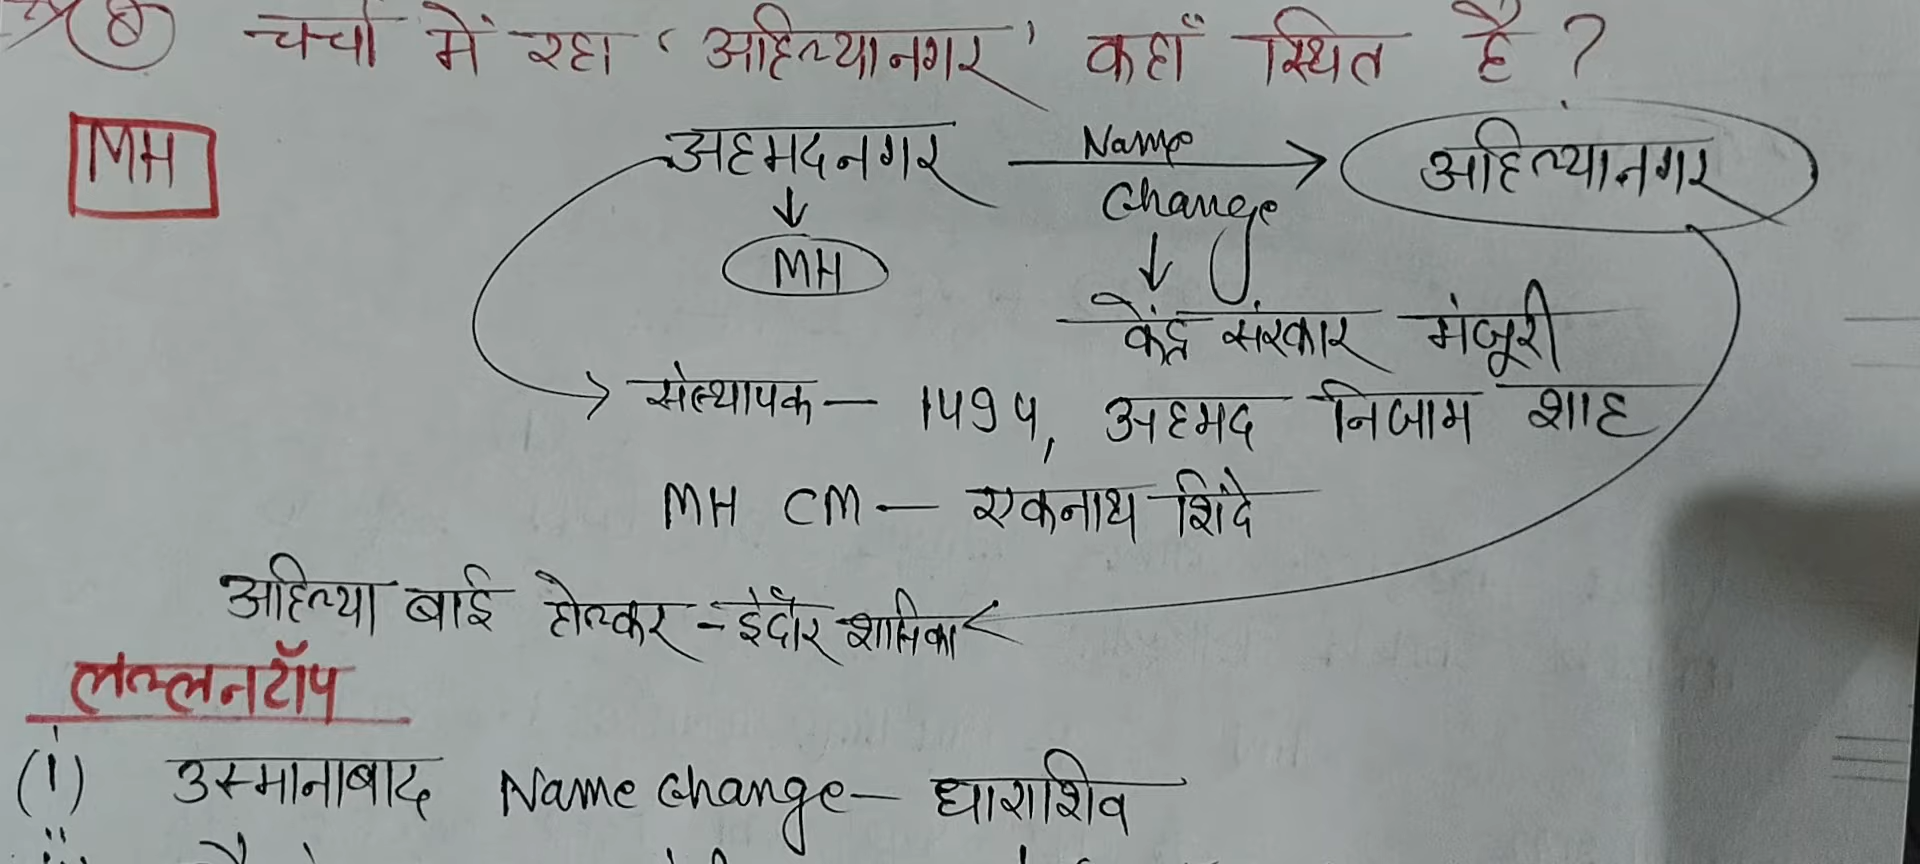 8 चर्चा में रहा 'अहिल्यानगर' कहाँ स्थित है ?
MH
अहमदनगर Name Change अहिल्यानगर
MH
केंद्र सरकार मंजूरी
संस्थापक — 1494, अहमद निजाम शाह
MH CM — एकनाथ शिंदे
अहिल्या बाई होल्कर - इंदौर शासिका
लल्लनटॉप
(i) उस्मानाबाद Name change — धाराशिव